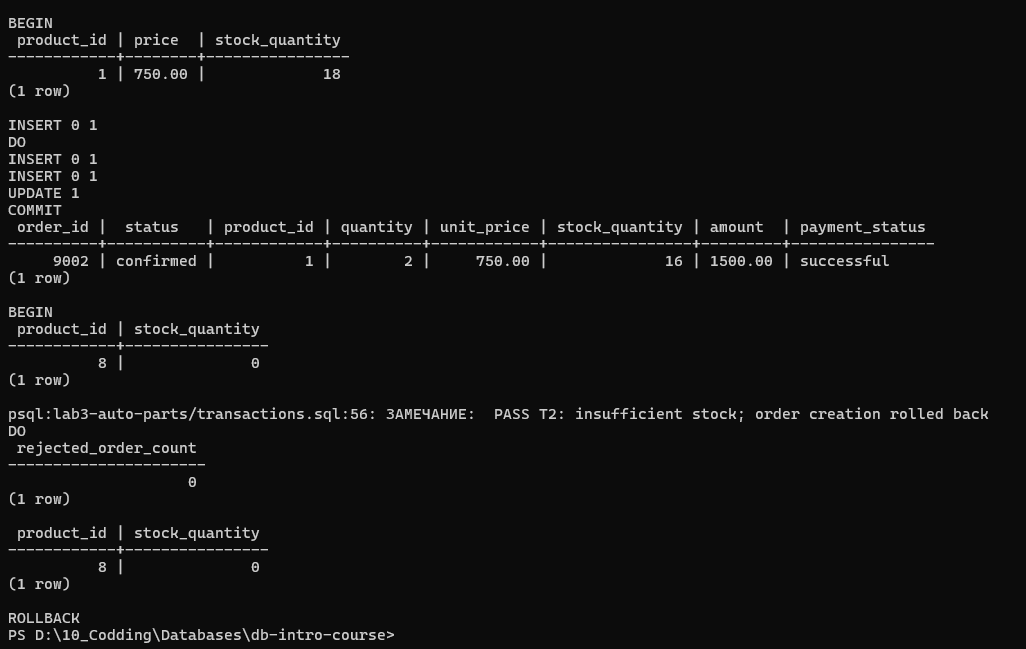 BEGIN
 product_id | price  | stock_quantity
------------+--------+----------------
          1 | 750.00 |             18
(1 row)

INSERT 0 1
DO
INSERT 0 1
INSERT 0 1
UPDATE 1
COMMIT
 order_id |  status   | product_id | quantity | unit_price | stock_quantity | amount  | payment_status
----------+-----------+------------+----------+------------+----------------+---------+----------------
     9002 | confirmed |          1 |        2 |     750.00 |             16 | 1500.00 | successful
(1 row)

BEGIN
 product_id | stock_quantity
------------+----------------
          8 |              0
(1 row)

psql:lab3-auto-parts/transactions.sql:56: ЗАМЕЧАНИЕ:  PASS T2: insufficient stock; order creation rolled back
DO
 rejected_order_count
----------------------
                    0
(1 row)

 product_id | stock_quantity
------------+----------------
          8 |              0
(1 row)

ROLLBACK
PS D:\10_Codding\Databases\db-intro-course>